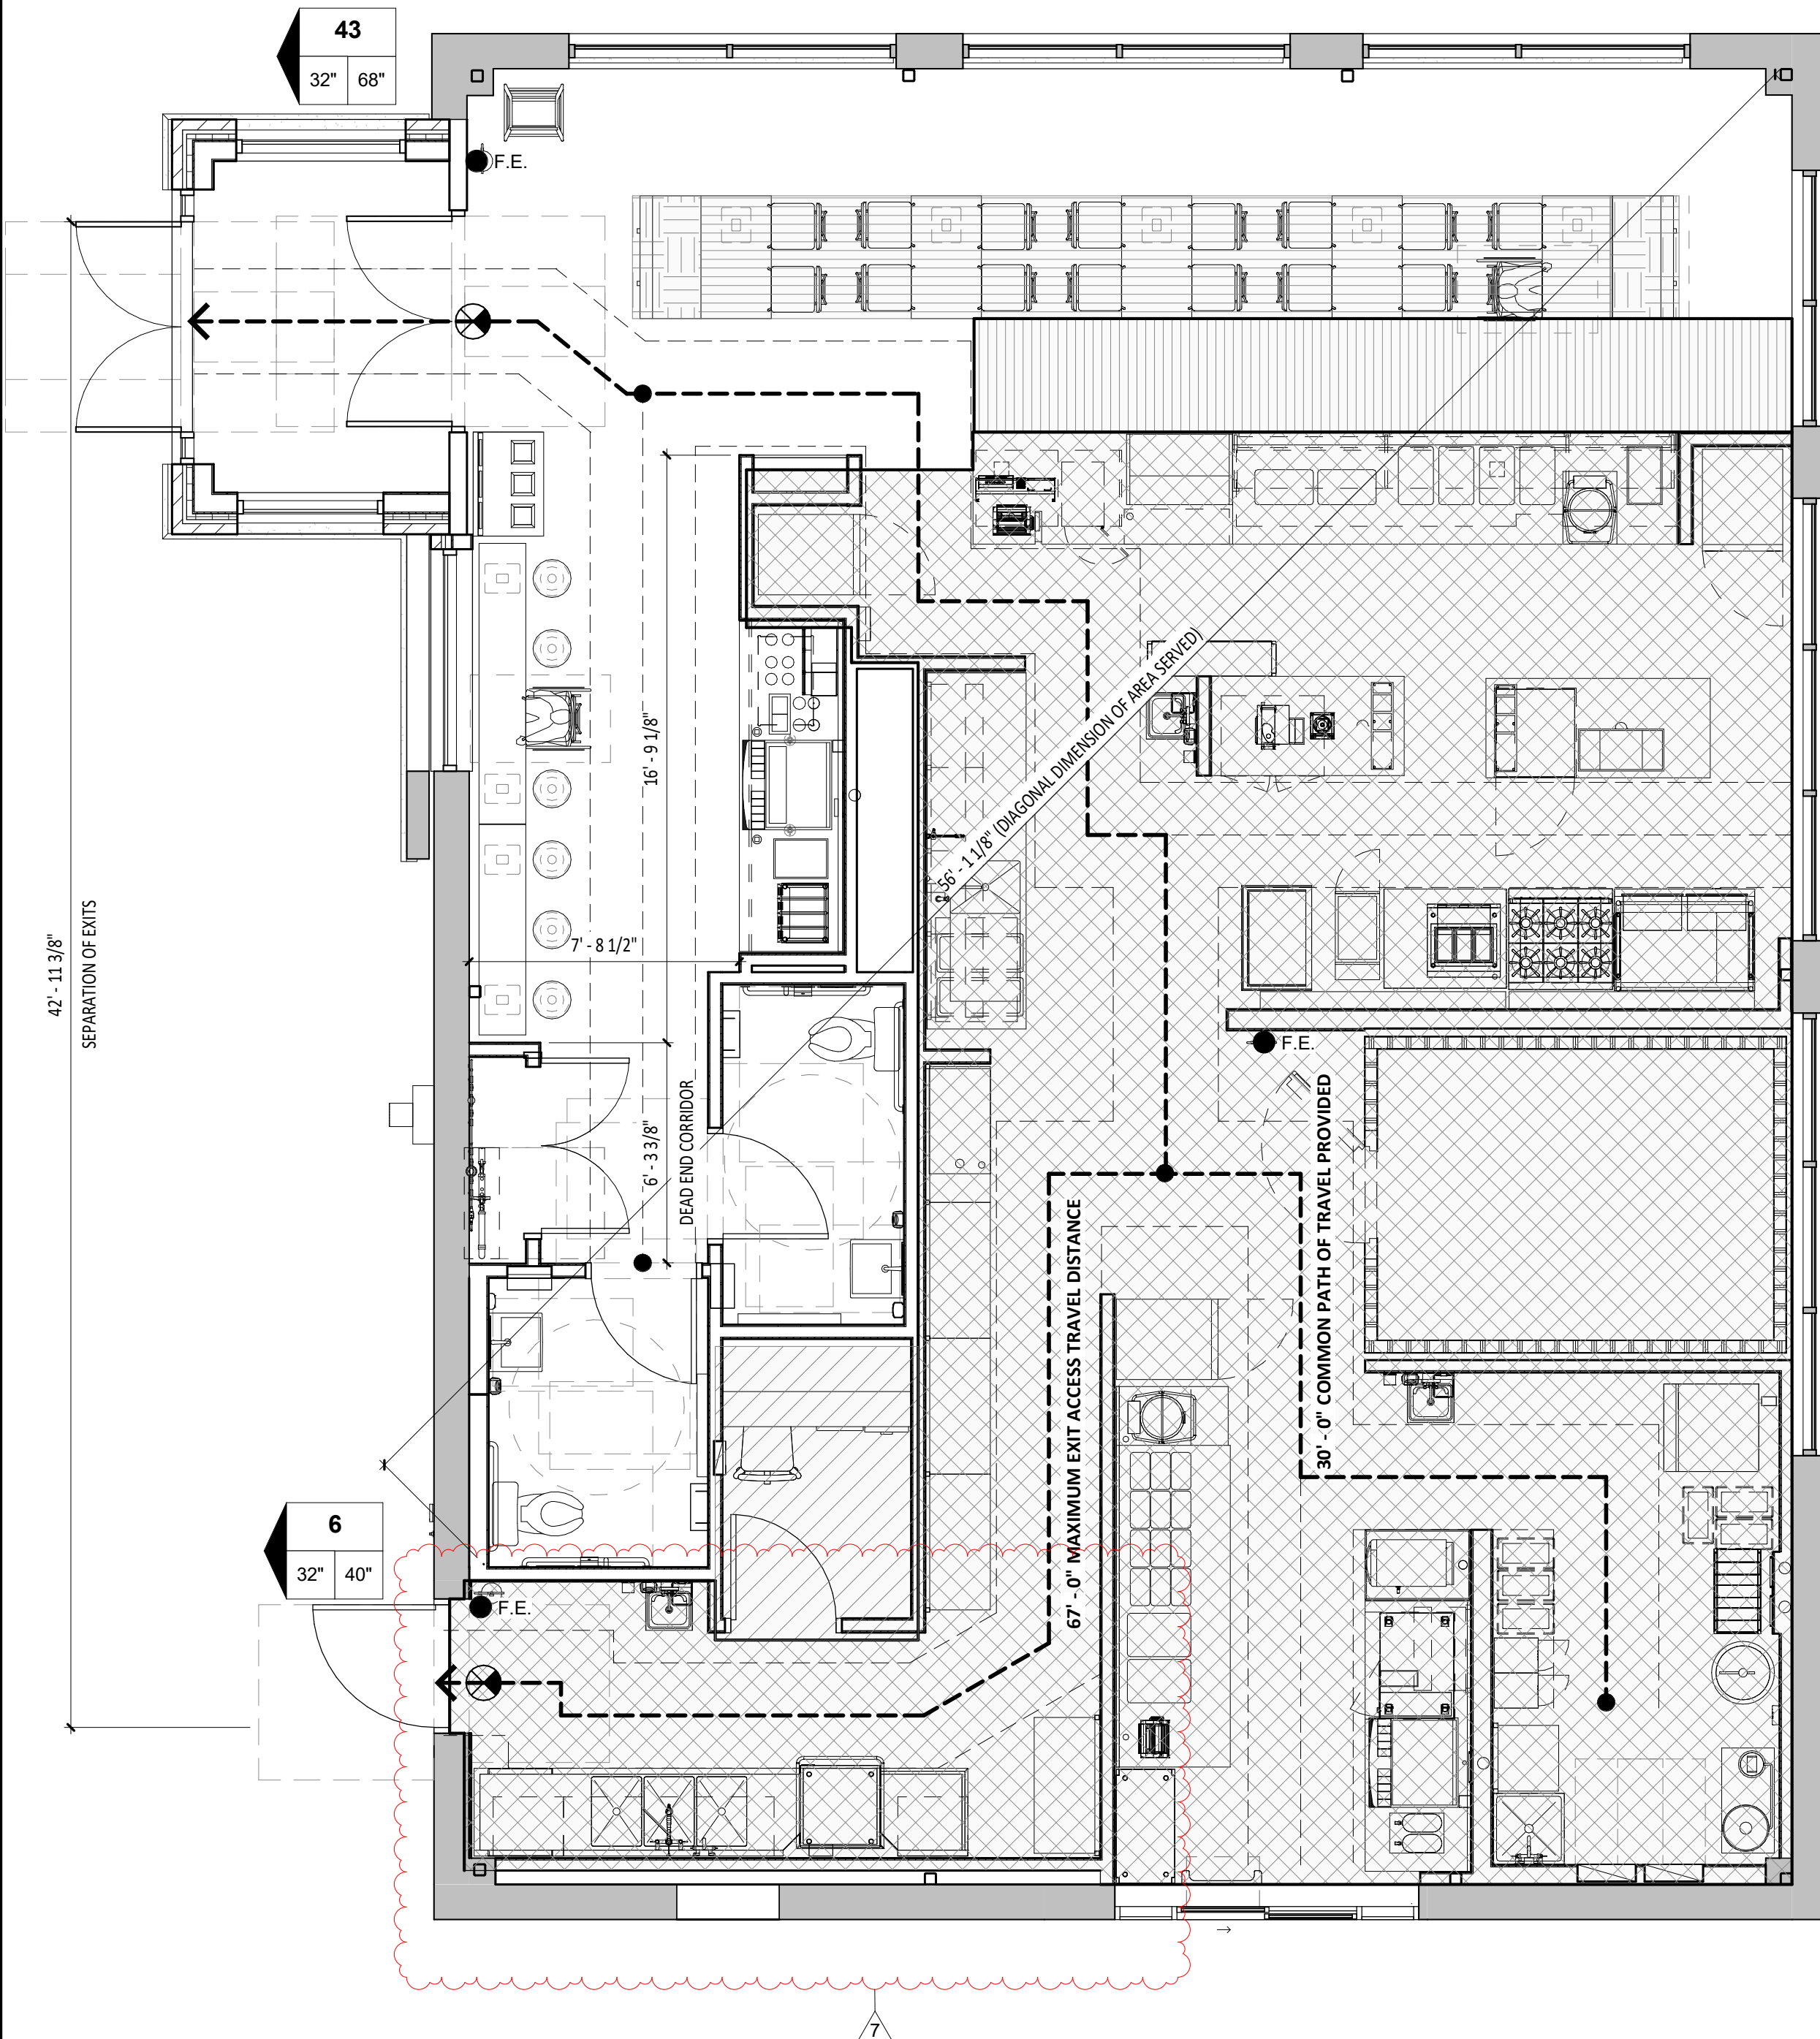 43
32" 68"
F.E.
42' - 11 3/8"
SEPARATION OF EXITS
16' - 9 1/8"
56' - 1 1/8" (DIAGONAL DIMENSION OF AREA SERVED)
7' - 8 1/2"
F.E.
6' - 3 3/8"
DEAD END CORRIDOR
67' - 0" MAXIMUM EXIT ACCESS TRAVEL DISTANCE
30' - 0" COMMON PATH OF TRAVEL PROVIDED
6
32" 40"
F.E.
7